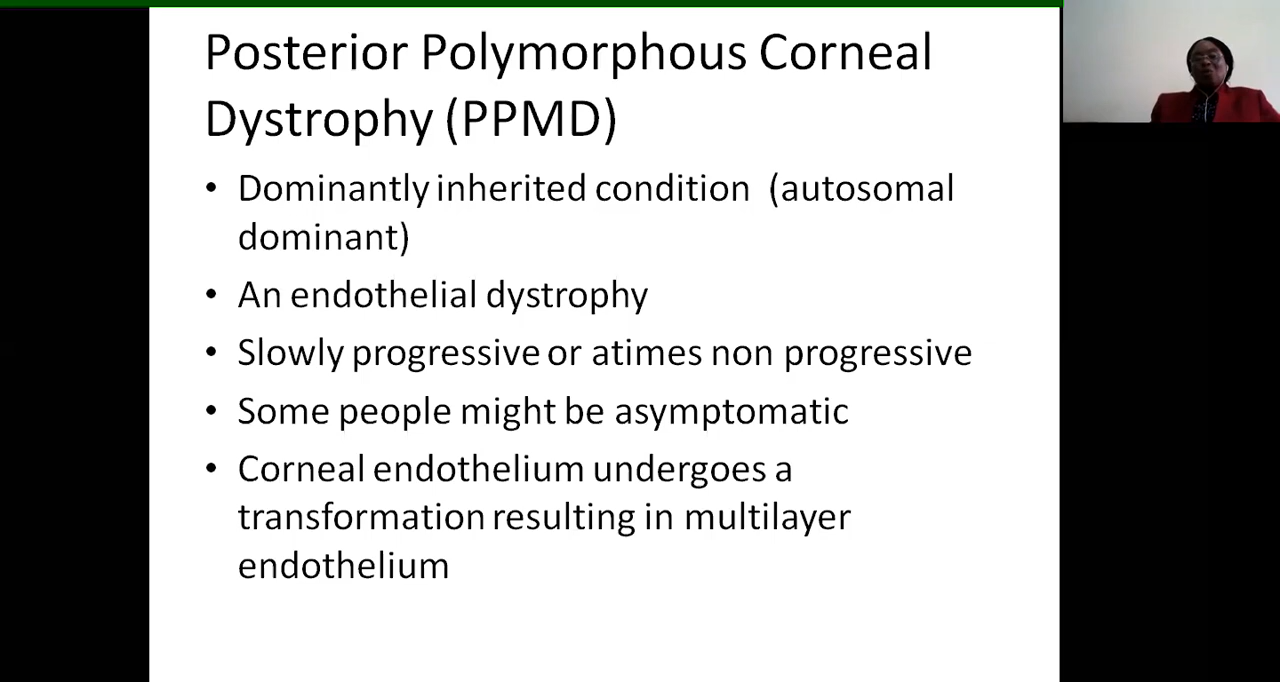 Posterior Polymorphous Corneal
Dystrophy (PPMD)
• Dominantly inherited condition (autosomal
dominant)
• An endothelial dystrophy
• Slowly progressive or atimes non progressive
• Some people might be asymptomatic
• Corneal endothelium undergoes a
transformation resulting in multilayer
endothelium